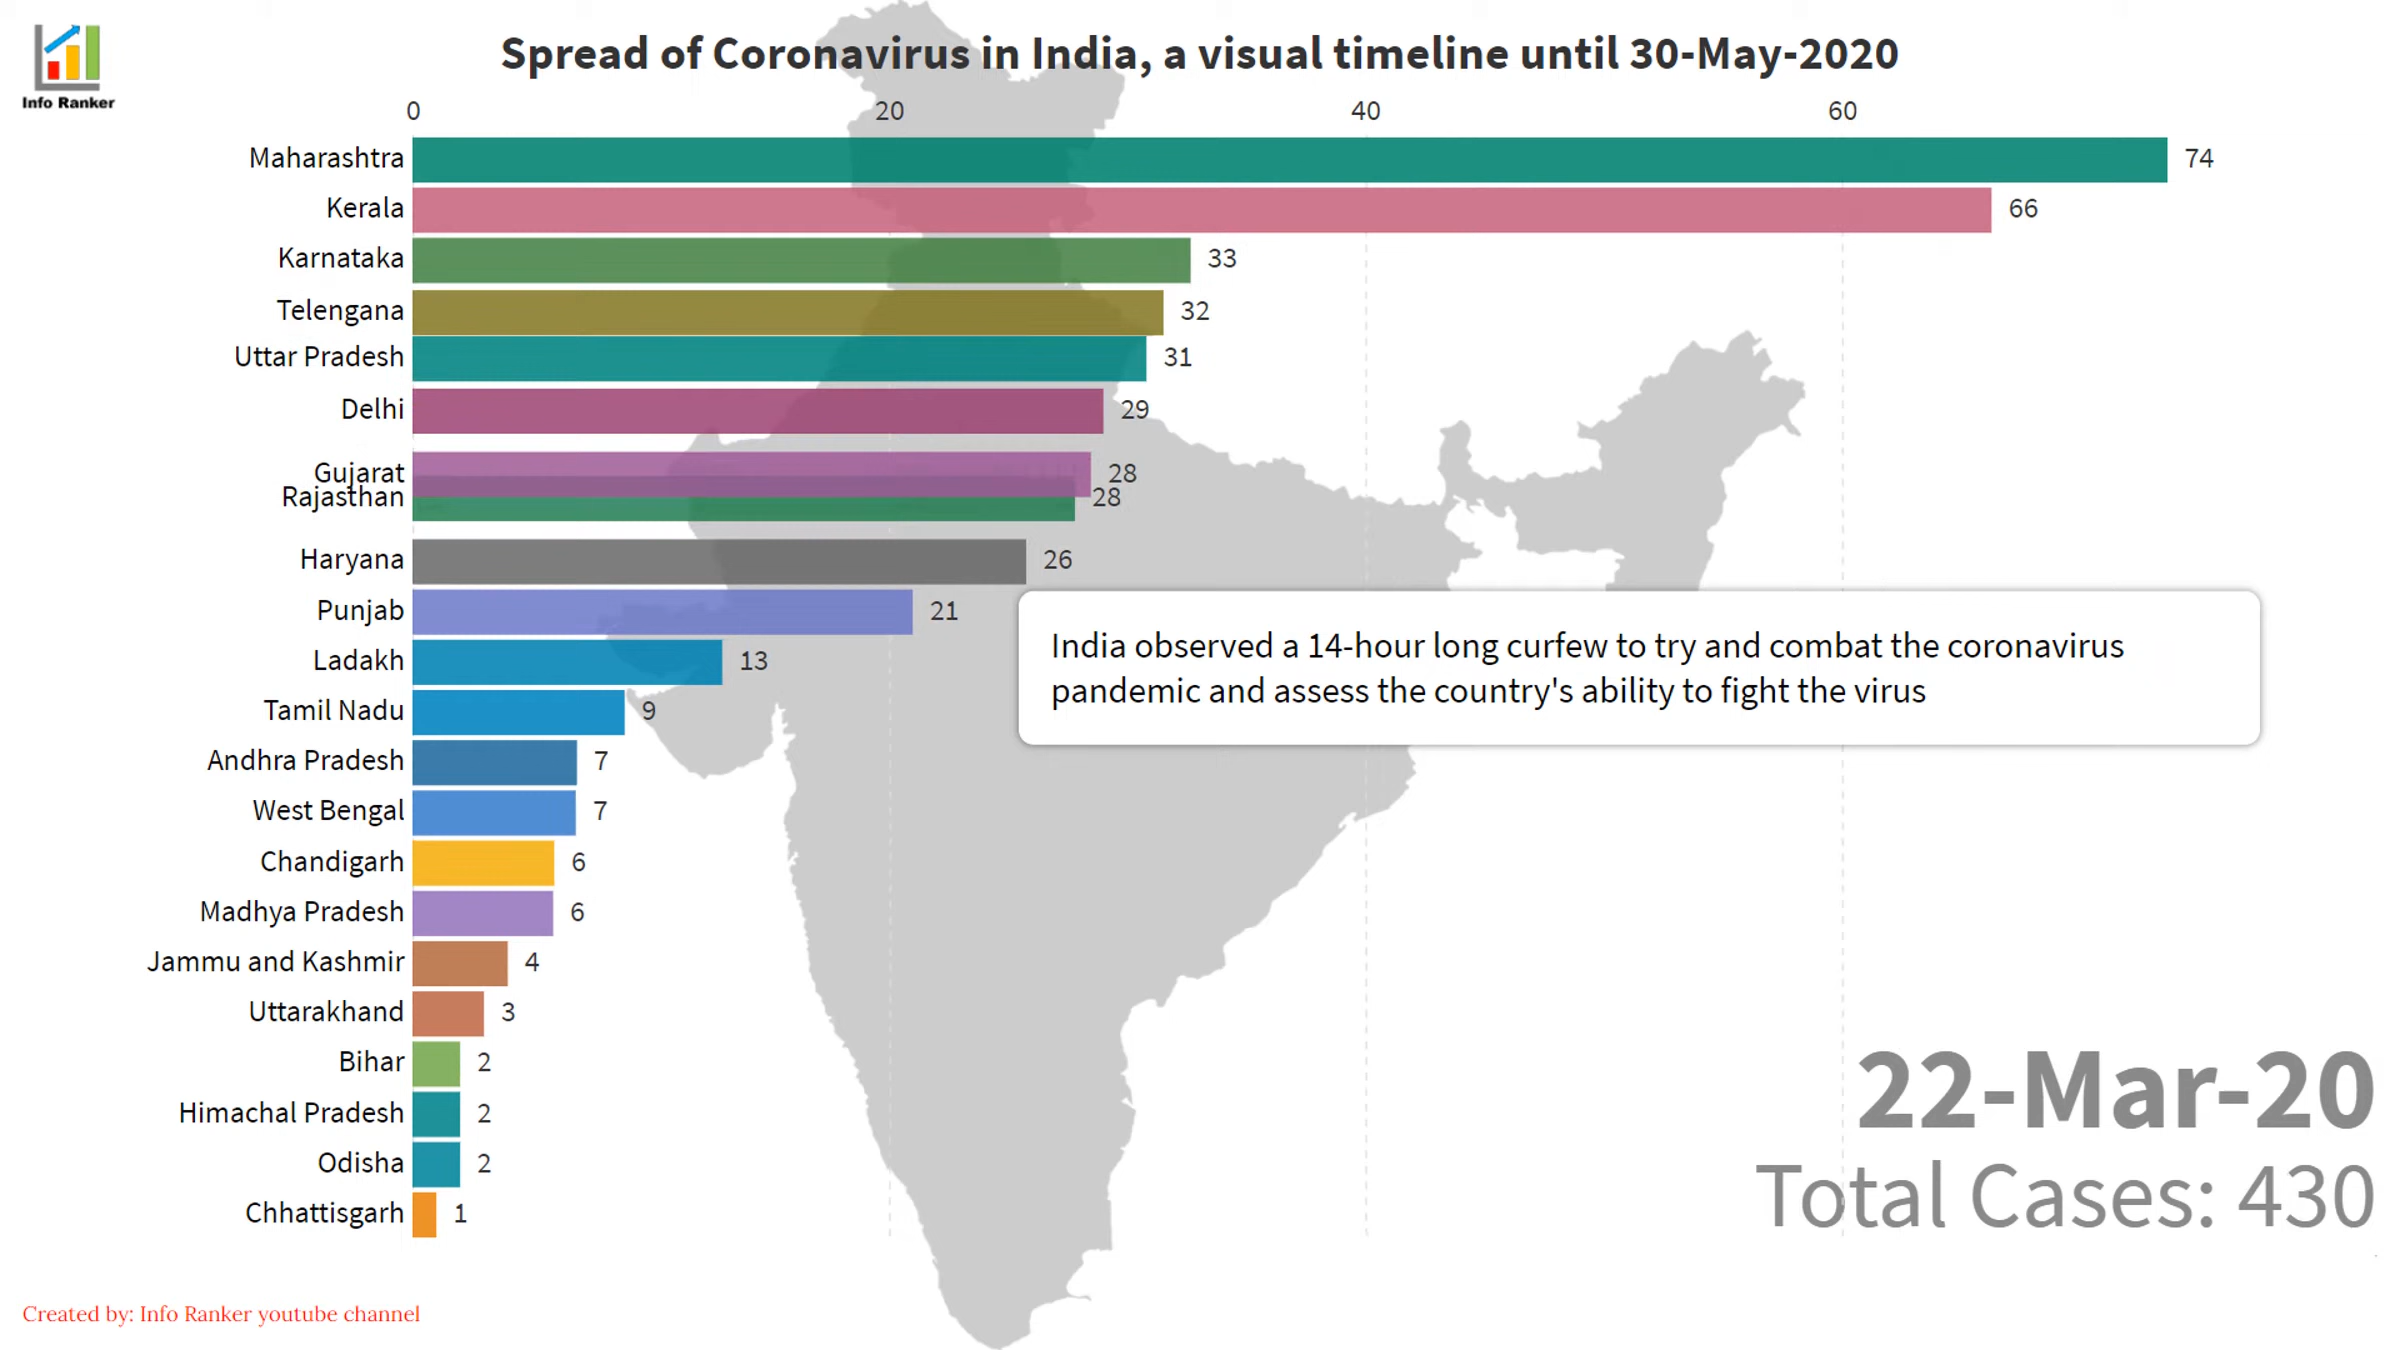 Info Ranker
Spread of Coronavirus in India, a visual timeline until 30-May-2020
0 20 40 60
Maharashtra 74
Kerala 66
Karnataka 33
Telengana 32
Uttar Pradesh 31
Delhi 29
Gujarat 28
Rajasthan 28
Haryana 26
Punjab 21
Ladakh 13
Tamil Nadu 9
Andhra Pradesh 7
West Bengal 7
Chandigarh 6
Madhya Pradesh 6
Jammu and Kashmir 4
Uttarakhand 3
Bihar 2
Himachal Pradesh 2
Odisha 2
Chhattisgarh 1
India observed a 14-hour long curfew to try and combat the coronavirus
pandemic and assess the country's ability to fight the virus
22-Mar-20
Total Cases: 430
Created by: Info Ranker youtube channel